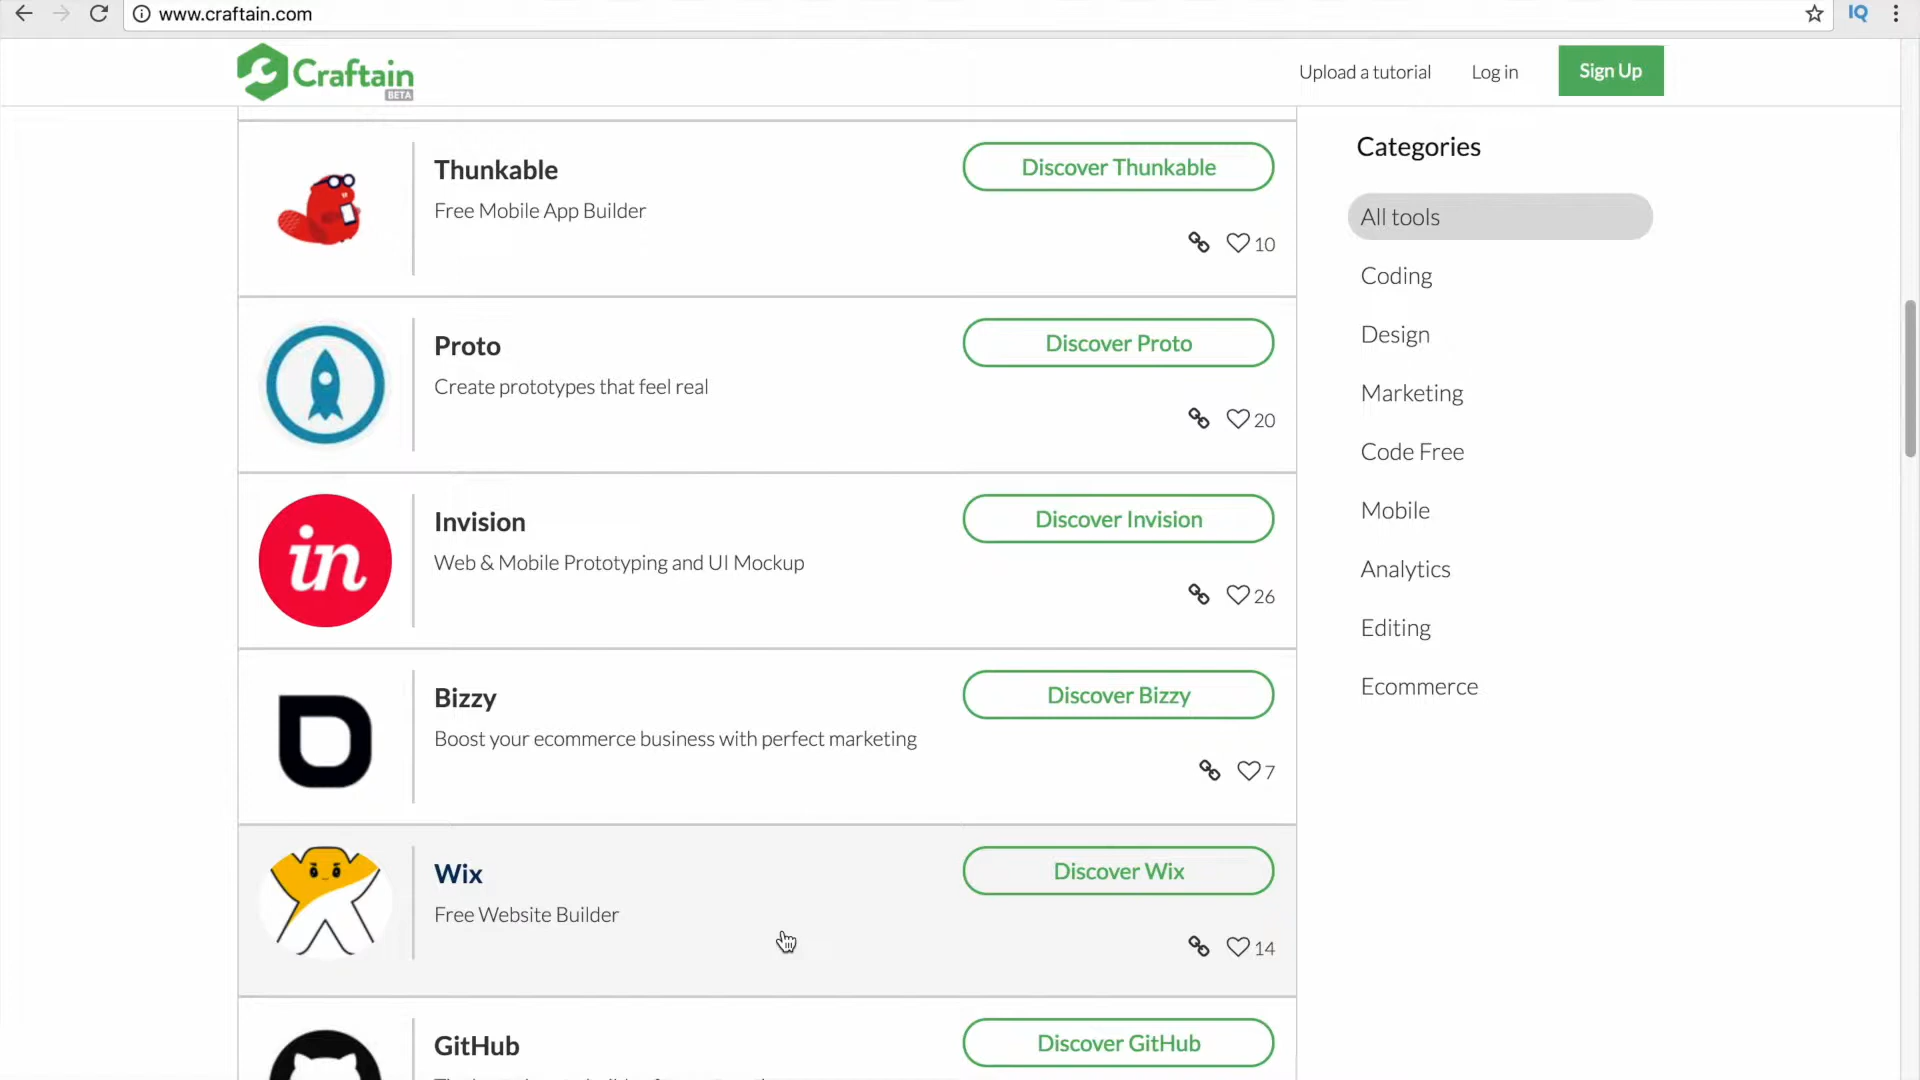 www.craftain.com
IQ
Craftain
BETA
Upload a tutorial
Log in
Sign Up
Thunkable
Free Mobile App Builder
Discover Thunkable
10
Proto
Create prototypes that feel real
Discover Proto
20
in
Invision
Web & Mobile Prototyping and UI Mockup
Discover Invision
26
Bizzy
Boost your ecommerce business with perfect marketing
Discover Bizzy
7
Wix
Free Website Builder
Discover Wix
14
GitHub
Discover GitHub
Categories
All tools
Coding
Design
Marketing
Code Free
Mobile
Analytics
Editing
Ecommerce